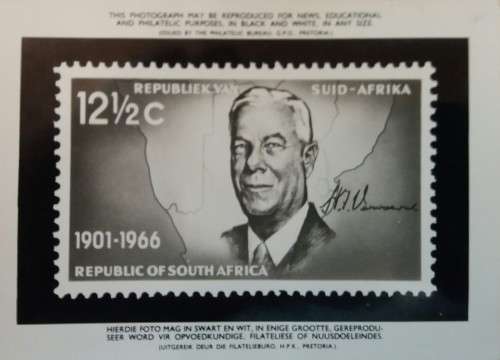 THIS PHOTOGRAPH MAY BE REPRODUCED FOR NEWS, EDUCATIONAL
AND PHILATELIC PURPOSES, IN BLACK AND WHITE, IN ANY SIZE.
(ISSUED BY THE PHILATELIC BUREAU, G.P.O. PRETORIA.)
REPUBLIEK VAN SUID-AFRIKA
12½C
1901-1966
REPUBLIC OF SOUTH AFRICA
HIERDIE FOTO MAG IN SWART EN WIT, IN ENIGE GROOTTE, GEREPRODU-
SEER WORD VIR OPVOEDKUNDIGE, FILATELIESE OF NUUSDOELEINDES.
(UITGEREIK DEUR DIE FILATELIEBURO, H.P.K., PRETORIA.)